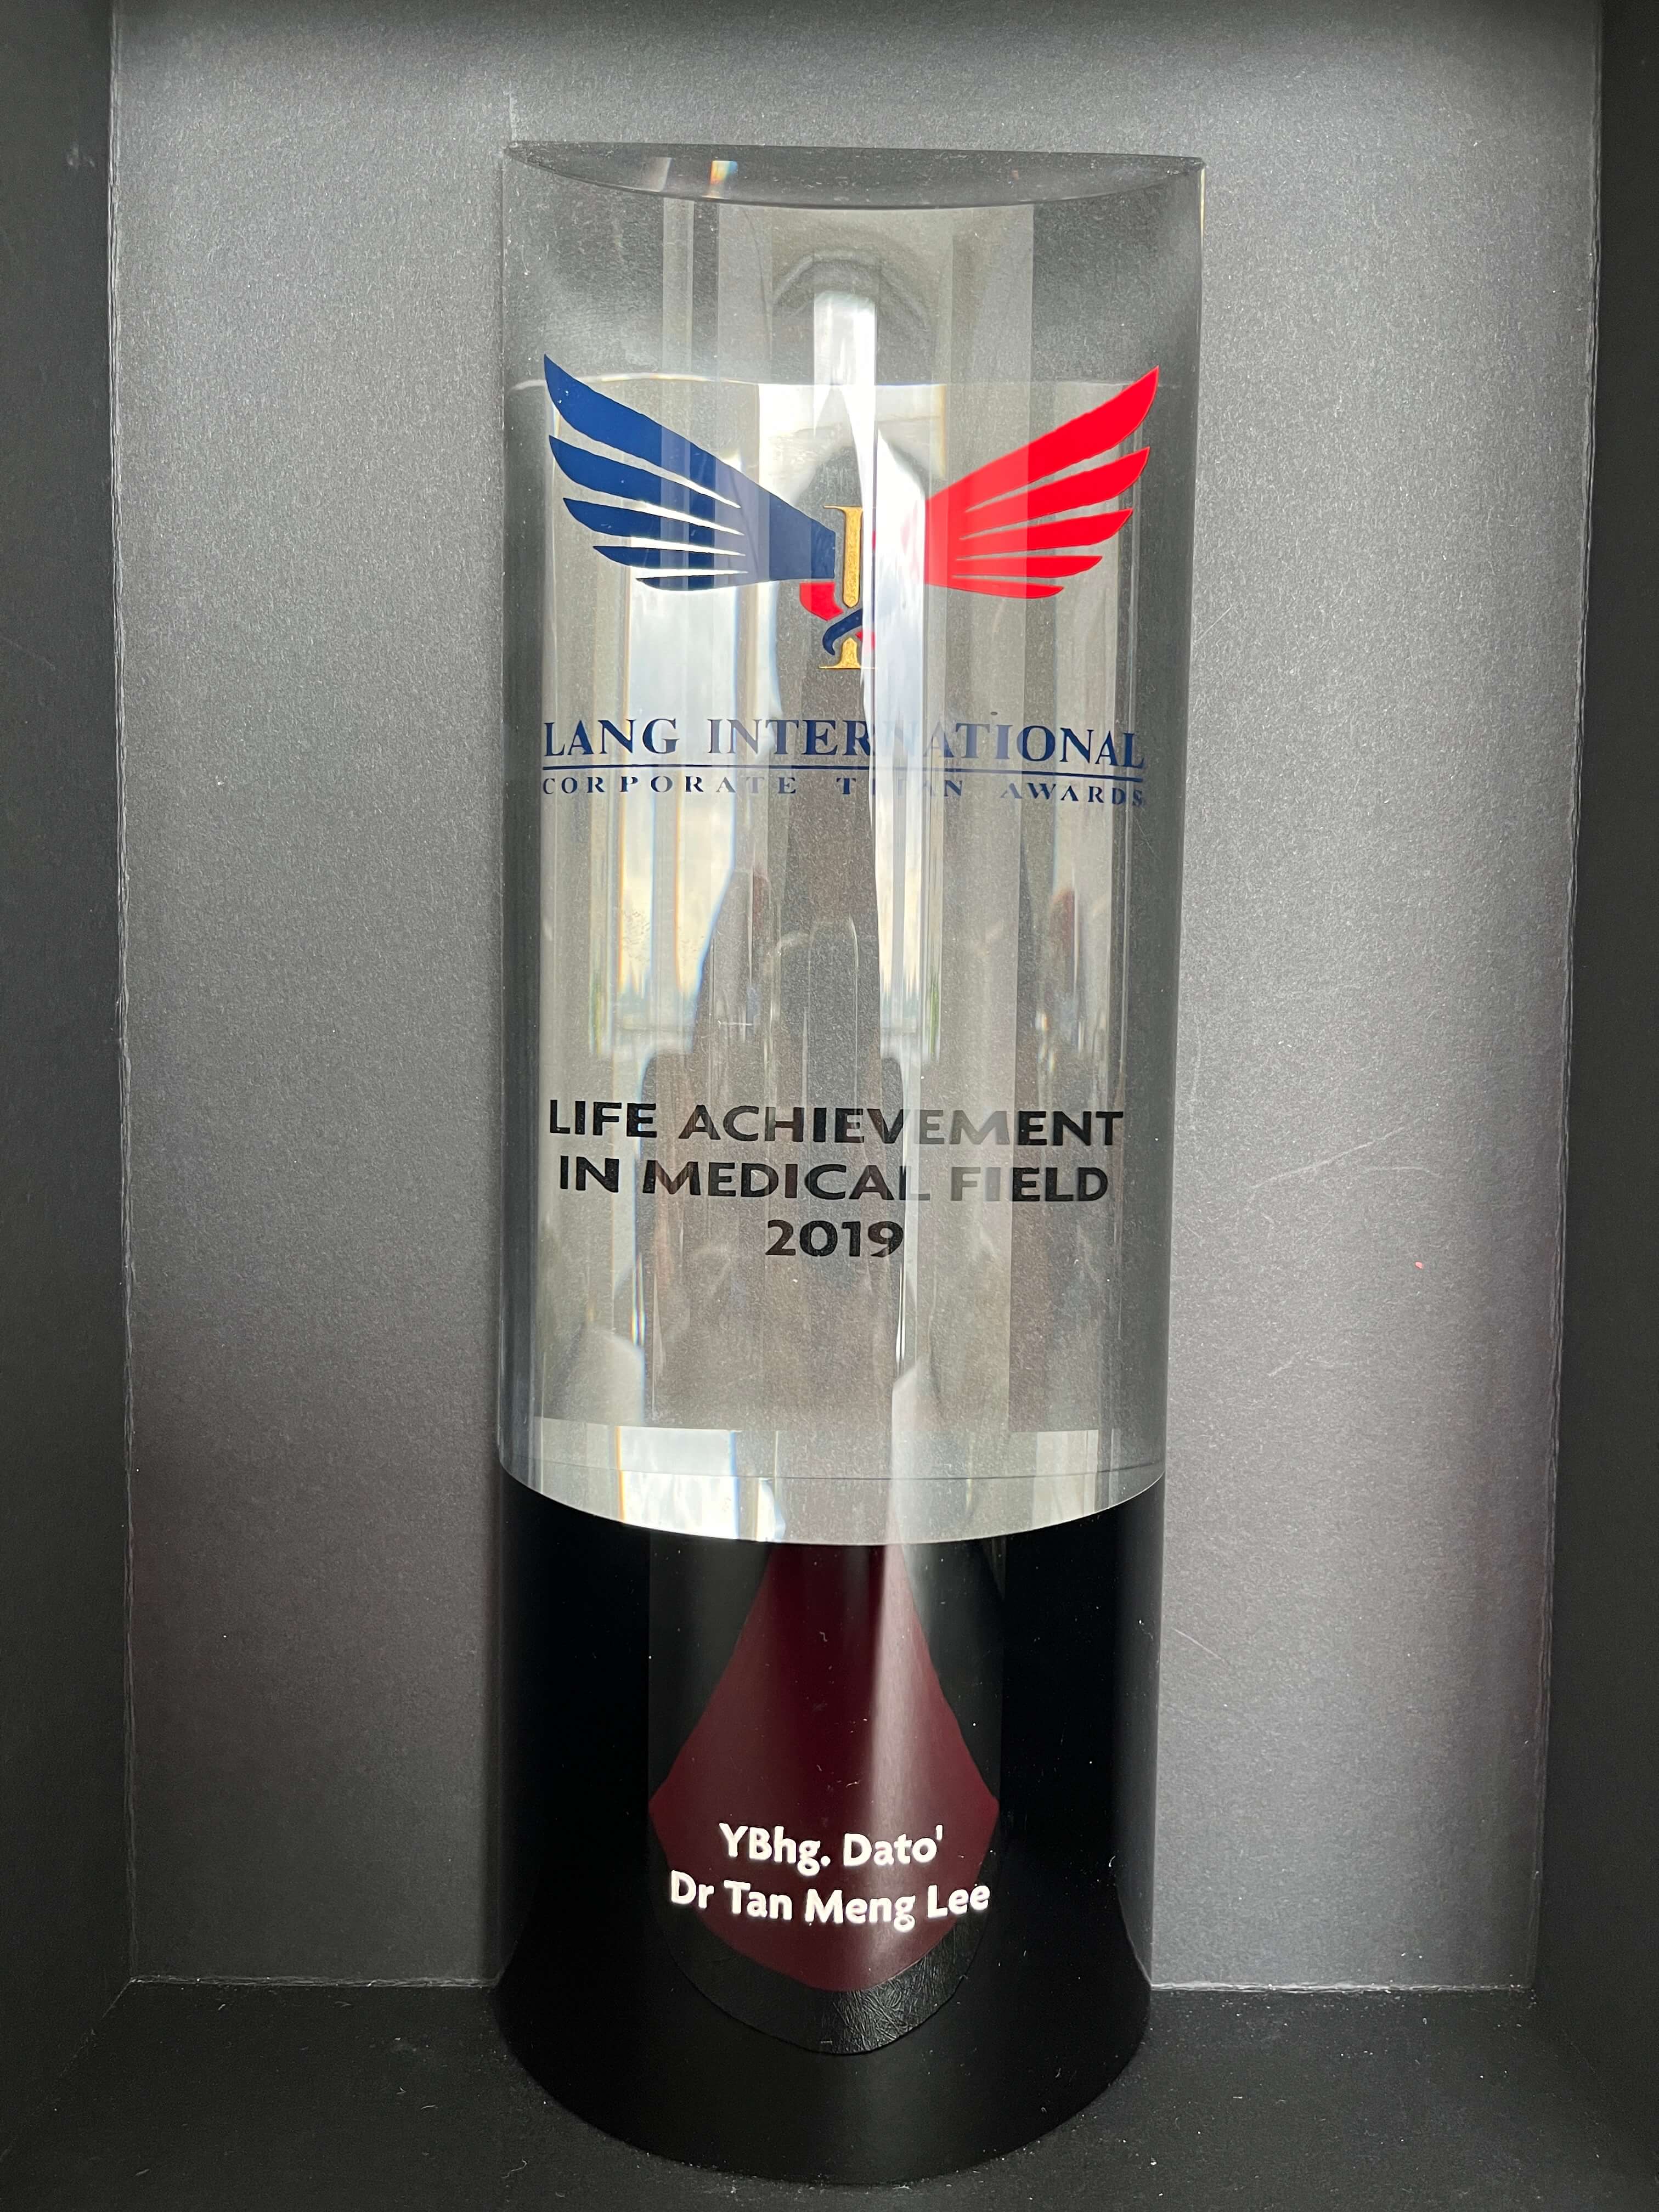 LANG INTERNATIONAL
CORPORATE TITAN AWARDS
LIFE ACHIEVEMENT
IN MEDICAL FIELD
2019
YBhg. Dato'
Dr Tan Meng Lee